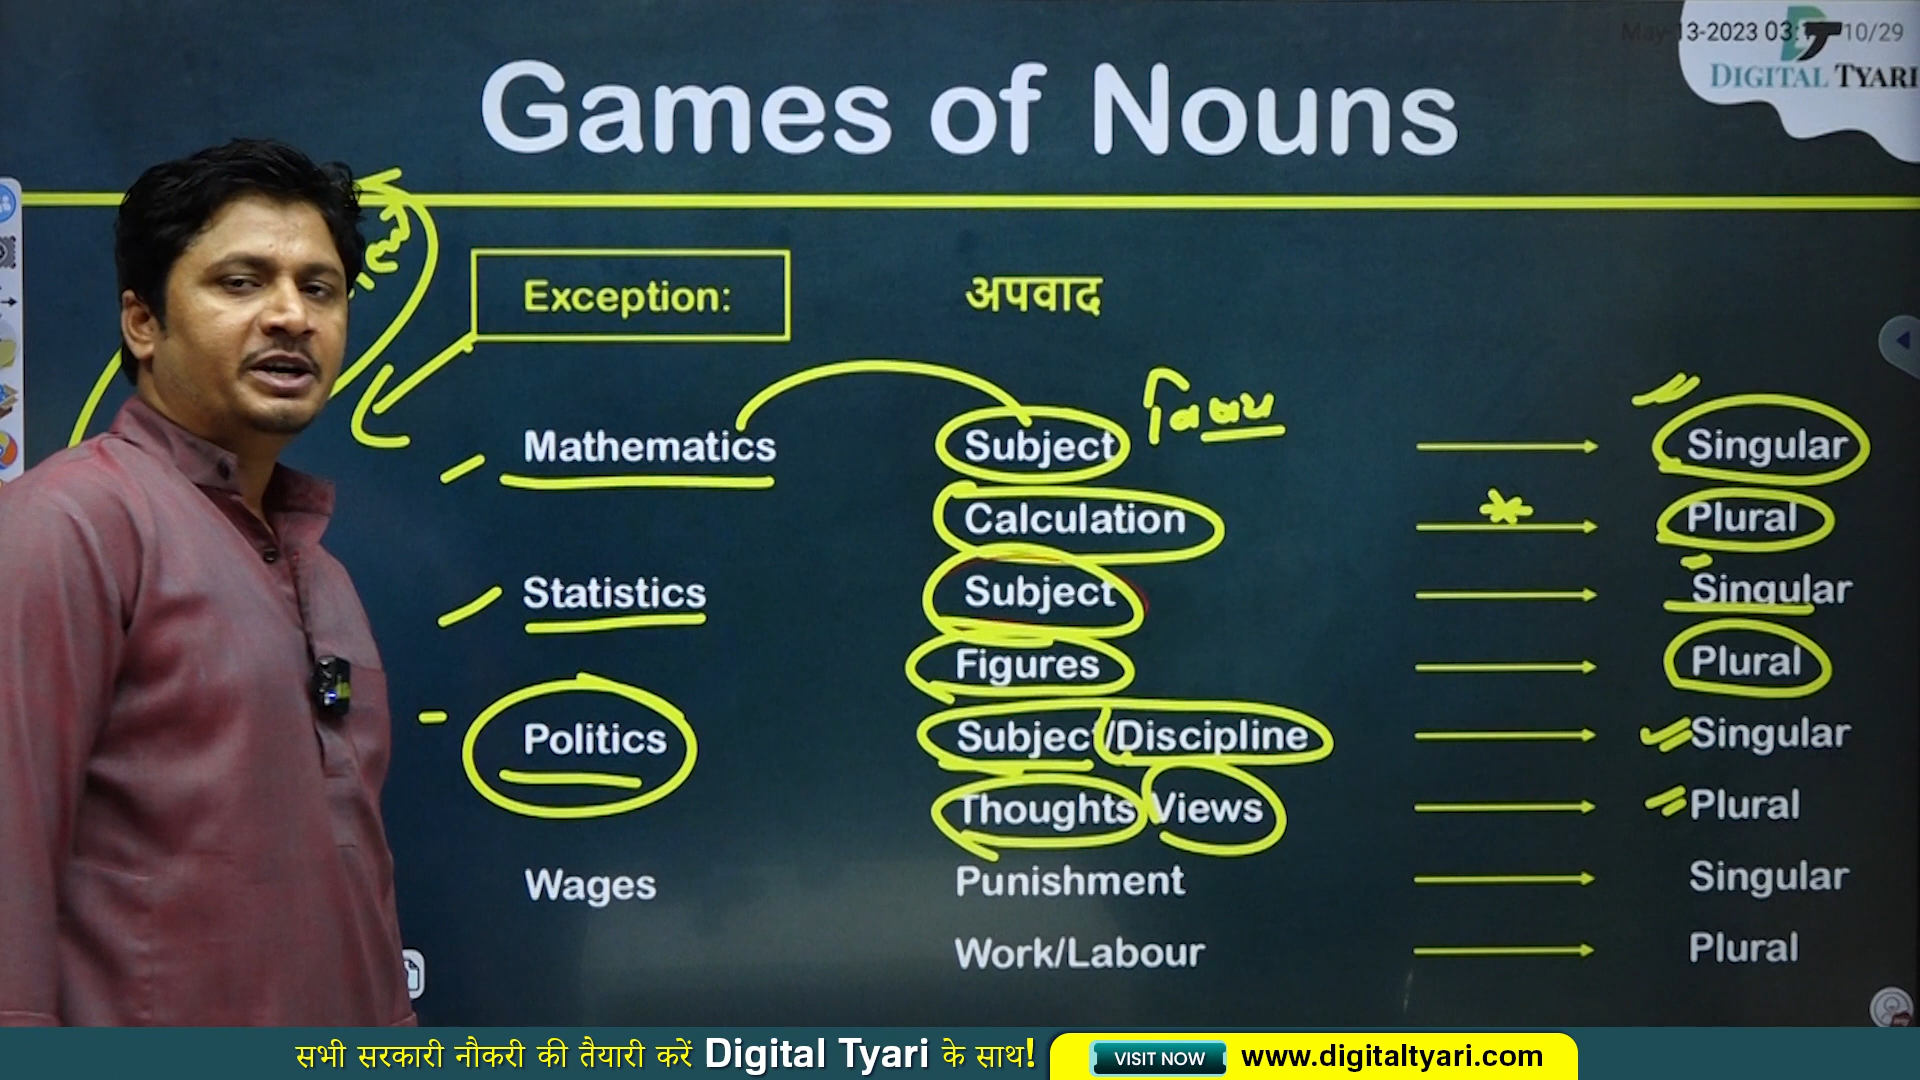 May-13-2023 03: 10/29
DIGITAL TYARI
Games of Nouns
Exception: अपवाद
विषय
Mathematics Subject Singular
Calculation Plural
Statistics Subject Singular
Figures Plural
Politics Subject/Discipline Singular
Thoughts Views Plural
Wages Punishment Singular
Work/Labour Plural
सभी सरकारी नौकरी की तैयारी करें Digital Tyari के साथ! VISIT NOW www.digitaltyari.com